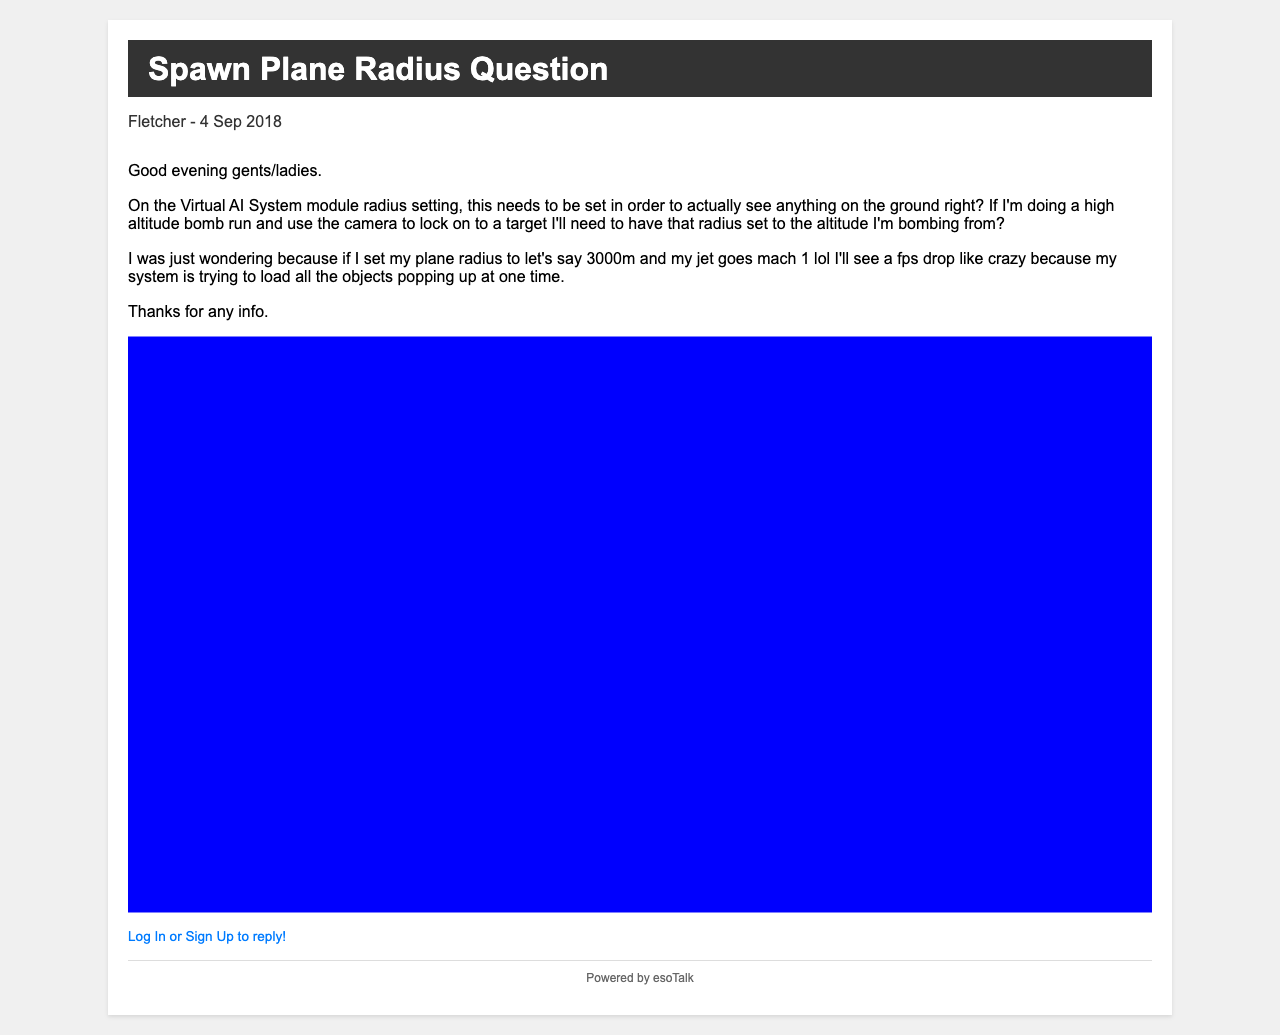 Spawn Plane Radius Question
Fletcher - 4 Sep 2018
Good evening gents/ladies.
On the Virtual AI System module radius setting, this needs to be set in order to actually see anything on the ground right? If I'm doing a high
altitude bomb run and use the camera to lock on to a target I'll need to have that radius set to the altitude I'm bombing from?
I was just wondering because if I set my plane radius to let's say 3000m and my jet goes mach 1 lol I'll see a fps drop like crazy because my
system is trying to load all the objects popping up at one time.
Thanks for any info.
Log In or Sign Up to reply!
Powered by esoTalk